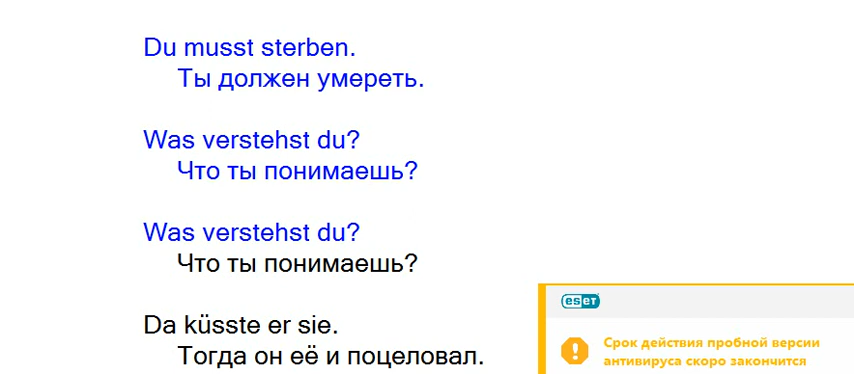 Du musst sterben.
Ты должен умереть.
Was verstehst du?
Что ты понимаешь?
Was verstehst du?
Что ты понимаешь?
Da küsste er sie.
Тогда он её и поцеловал.
eset
Срок действия пробной версии
антивируса скоро закончится